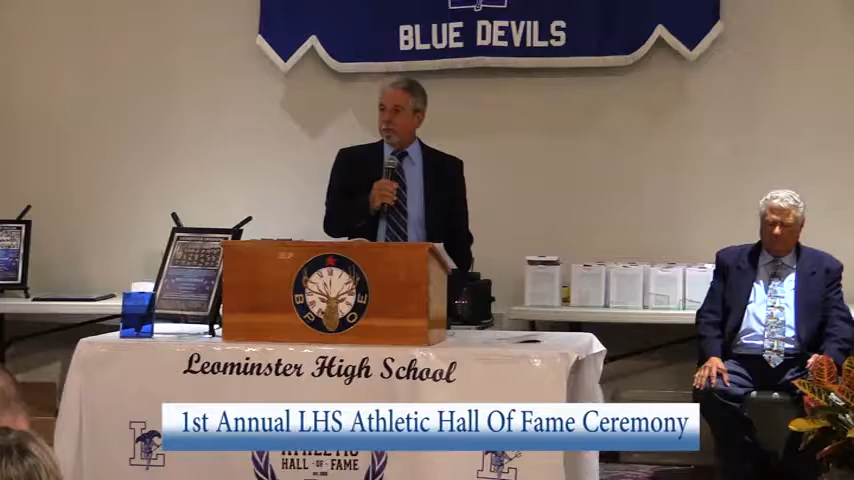 BLUE DEVILS
BPOE
Leominster High School
1st Annual LHS Athletic Hall Of Fame Ceremony
HALL - OF - FAME